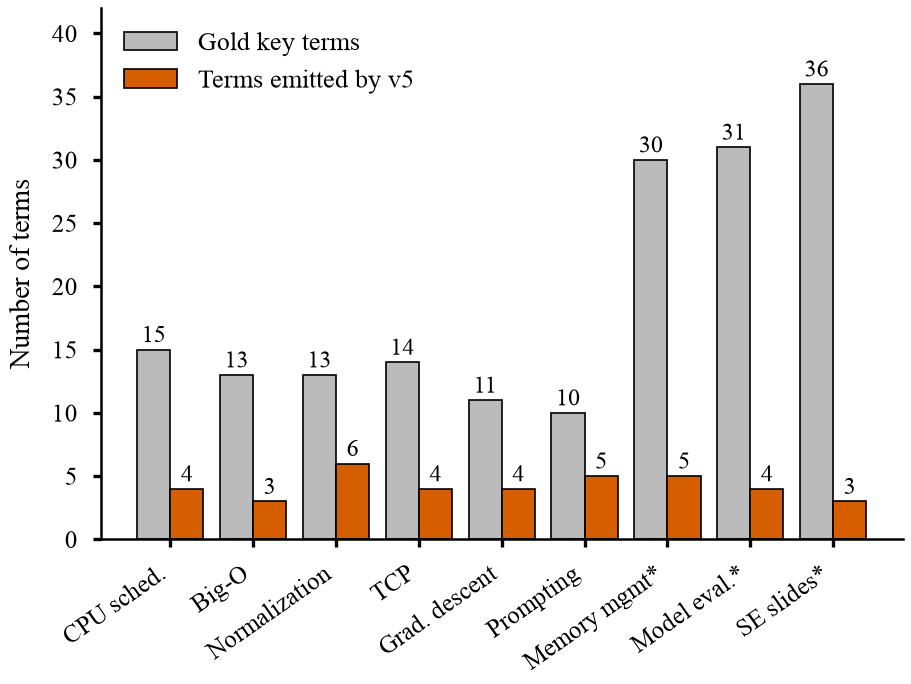 Gold key terms
Terms emitted by v5
Number of terms
40
35
30
25
20
15
10
5
0
15
4
13
3
13
6
14
4
11
4
10
5
30
5
31
4
36
3
CPU sched.
Big-O
Normalization
TCP
Grad. descent
Prompting
Memory mgmt*
Model eval.*
SE slides*